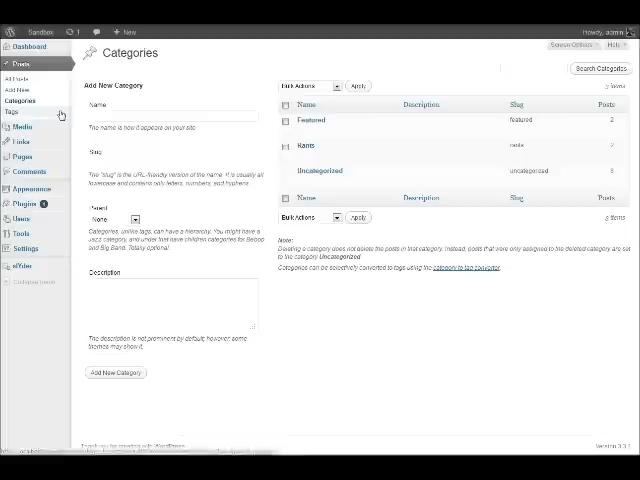 Sandbox 1 New Howdy, admin
Dashboard
Posts
All Posts
Add New
Categories
Tags
Media
Links
Pages
Comments
Appearance
Plugins
Users
Tools
Settings
slYder
Collapse menu
Categories
Screen Options Help
Search Categories
Add New Category
Name
The name is how it appears on your site
Slug
The "slug" is the URL-friendly version of the name. It is usually all
lowercase and contains only letters, numbers, and hyphens
Parent
None
Categories, unlike tags, can have a hierarchy. You might have a
Jazz category, and under that have children categories for Bebop
and Big Band. Totally optional
Description
The description is not prominent by default; however, some
themes may show it.
Add New Category
Bulk Actions Apply 3 items
Name Description Slug Posts
Featured featured 2
Rants rants 2
Uncategorized uncategorized 8
Name Description Slug Posts
Bulk Actions Apply 3 items
Note:
Deleting a category does not delete the posts in that category. Instead, posts that were only assigned to the deleted category are set
to the category Uncategorized
Categories can be selectively converted to tags using the category to tag converter.
Thank you for creating with WordPress
Version 3.3.1